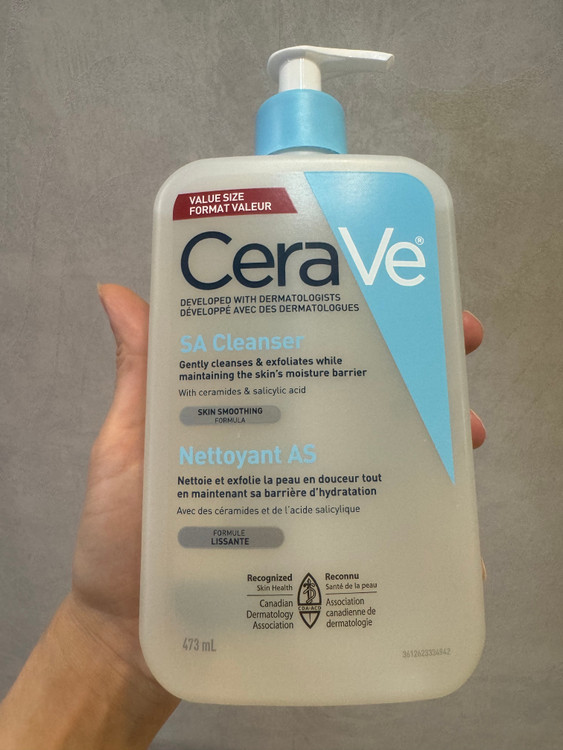 VALUE SIZE
FORMAT VALEUR
CeraVe®
DEVELOPED WITH DERMATOLOGISTS
DÉVELOPPÉ AVEC DES DERMATOLOGUES
SA Cleanser
Gently cleanses & exfoliates while
maintaining the skin's moisture barrier
With ceramides & salicylic acid
SKIN SMOOTHING
FORMULA
Nettoyant AS
Nettoie et exfolie la peau en douceur tout
en maintenant sa barrière d'hydratation
Avec des céramides et de l'acide salicylique
FORMULE
LISSANTE
Recognized
Skin Health
Canadian
Dermatology
Association
CDA-ACD
Reconnu
Santé de la peau
Association
canadienne de
dermatologie
473 mL